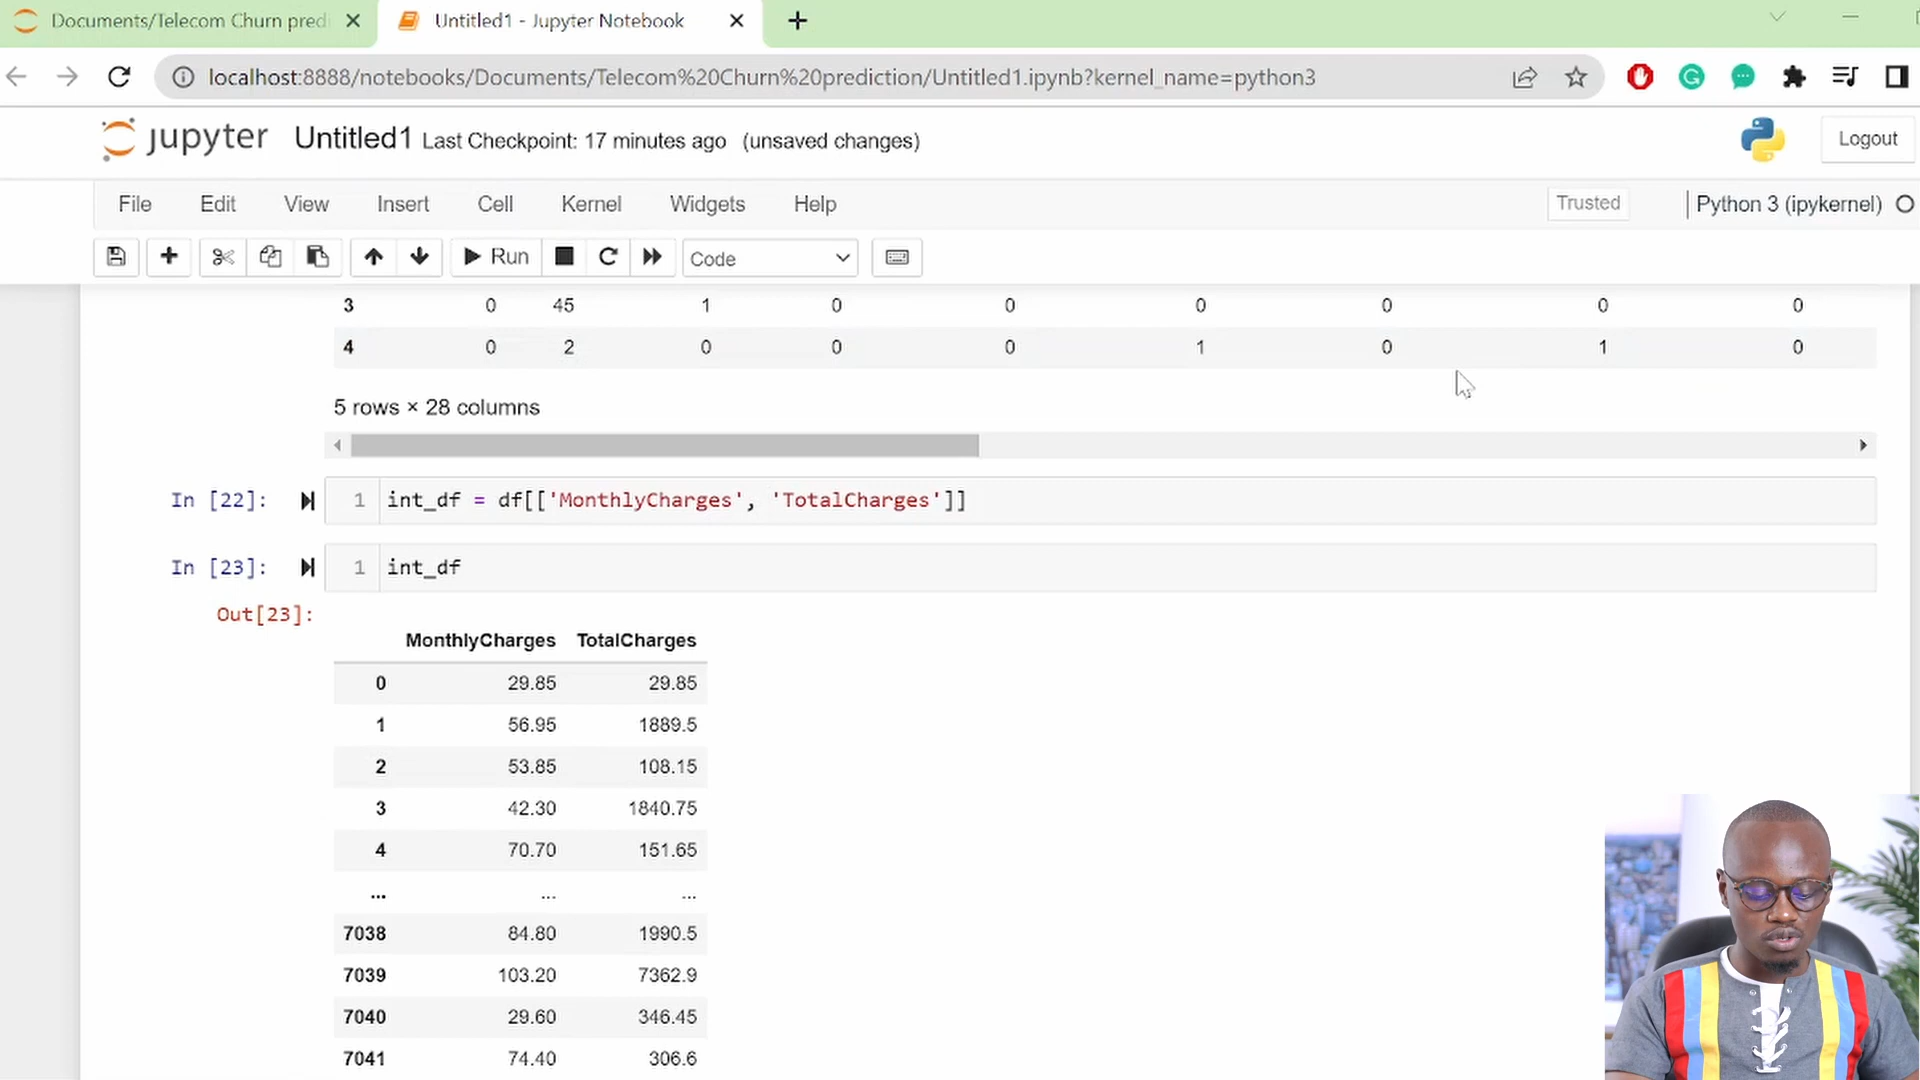 Documents/Telecom Churn predi
Untitled1 - Jupyter Notebook
localhost:8888/notebooks/Documents/Telecom%20Churn%20prediction/Untitled1.ipynb?kernel_name=python3
jupyter Untitled1 Last Checkpoint: 17 minutes ago (unsaved changes)
Logout
File Edit View Insert Cell Kernel Widgets Help
Trusted
Python 3 (ipykernel)
Run
Code
3 0 45 1 0 0 0 0 0 0
4 0 2 0 0 0 1 0 1 0
5 rows × 28 columns
In [22]: 1 int_df = df[['MonthlyCharges', 'TotalCharges']]
In [23]: 1 int_df
Out[23]:
MonthlyCharges TotalCharges
0 29.85 29.85
1 56.95 1889.5
2 53.85 108.15
3 42.30 1840.75
4 70.70 151.65
... ... ...
7038 84.80 1990.5
7039 103.20 7362.9
7040 29.60 346.45
7041 74.40 306.6